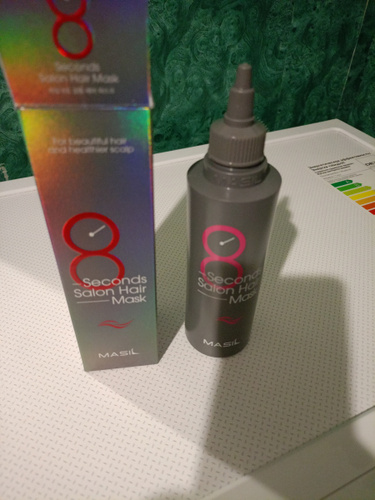 8
Seconds
Salon Hair Mask
For beautiful hair
and healthier scalp
8
Seconds
Salon Hair
Mask
MASIL
8
Seconds
Salon Hair
Mask
MASIL